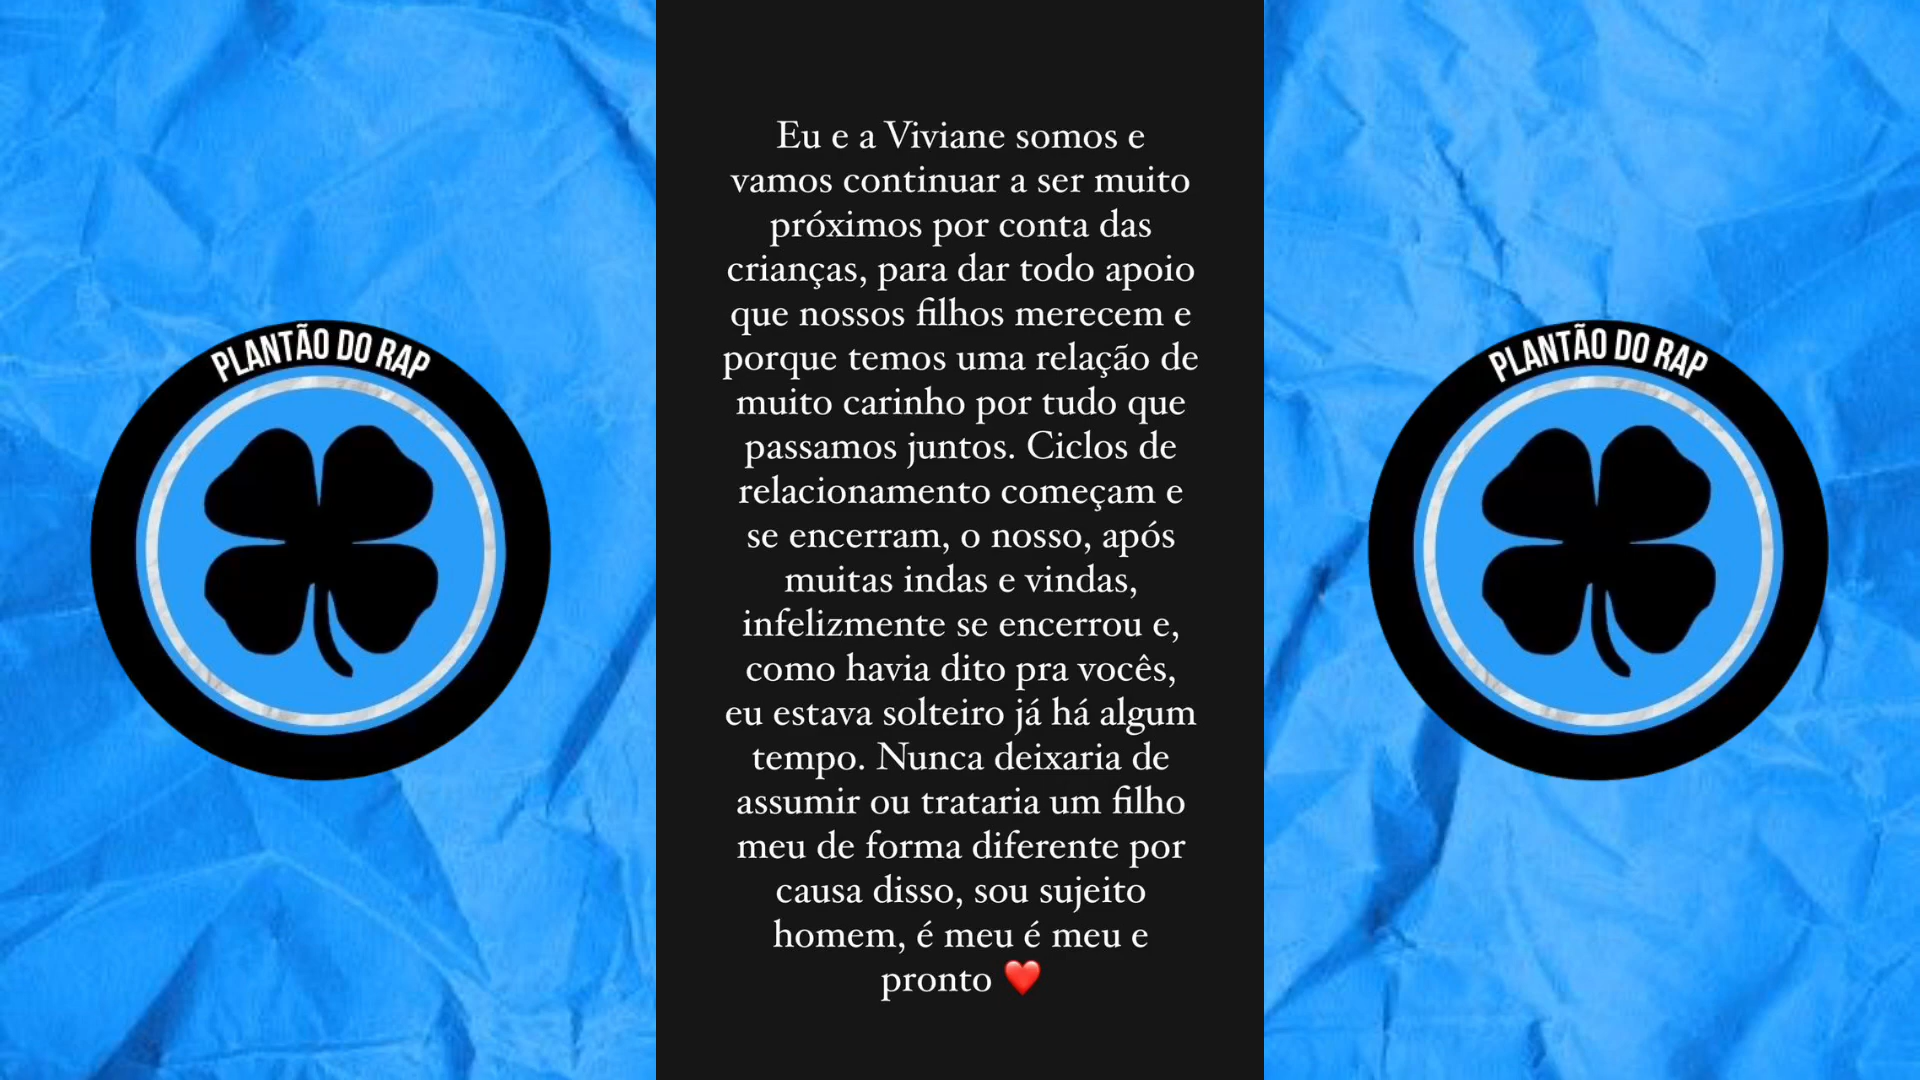 PLANTÃO DO RAP
Eu e a Viviane somos e
vamos continuar a ser muito
próximos por conta das
crianças, para dar todo apoio
que nossos filhos merecem e
porque temos uma relação de
muito carinho por tudo que
passamos juntos. Ciclos de
relacionamento começam e
se encerram, o nosso, após
muitas indas e vindas,
infelizmente se encerrou e,
como havia dito pra vocês,
eu estava solteiro já há algum
tempo. Nunca deixaria de
assumir ou trataria um filho
meu de forma diferente por
causa disso, sou sujeito
homem, é meu é meu e
pronto ❤️
PLANTÃO DO RAP